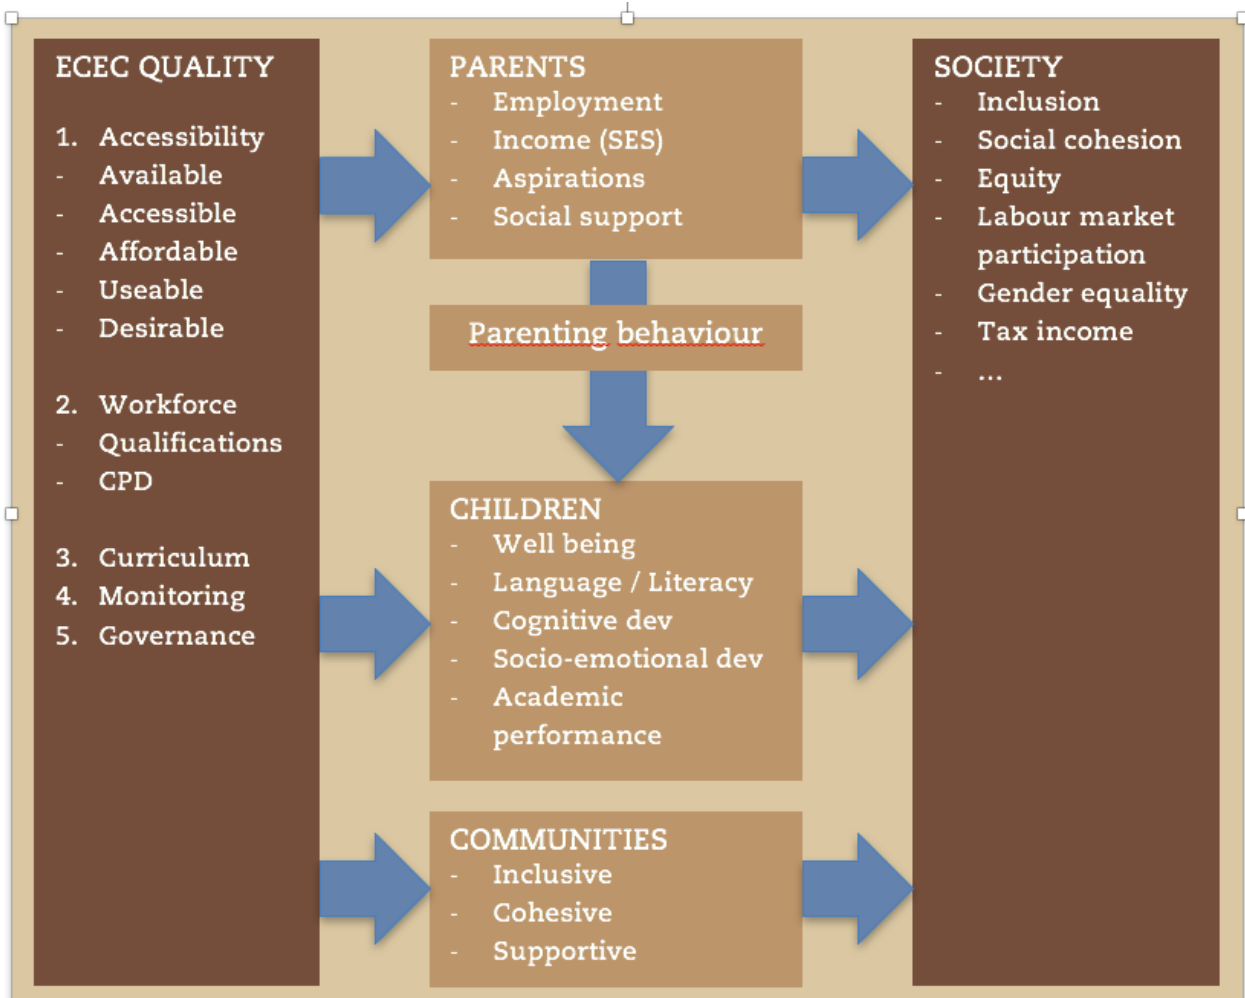 ECEC QUALITY
1. Accessibility
- Available
- Accessible
- Affordable
- Useable
- Desirable
2. Workforce
- Qualifications
- CPD
3. Curriculum
4. Monitoring
5. Governance
PARENTS
- Employment
- Income (SES)
- Aspirations
- Social support
Parenting behaviour
CHILDREN
- Well being
- Language / Literacy
- Cognitive dev
- Socio-emotional dev
- Academic
performance
COMMUNITIES
- Inclusive
- Cohesive
- Supportive
SOCIETY
- Inclusion
- Social cohesion
- Equity
- Labour market
participation
- Gender equality
- Tax income
- ...